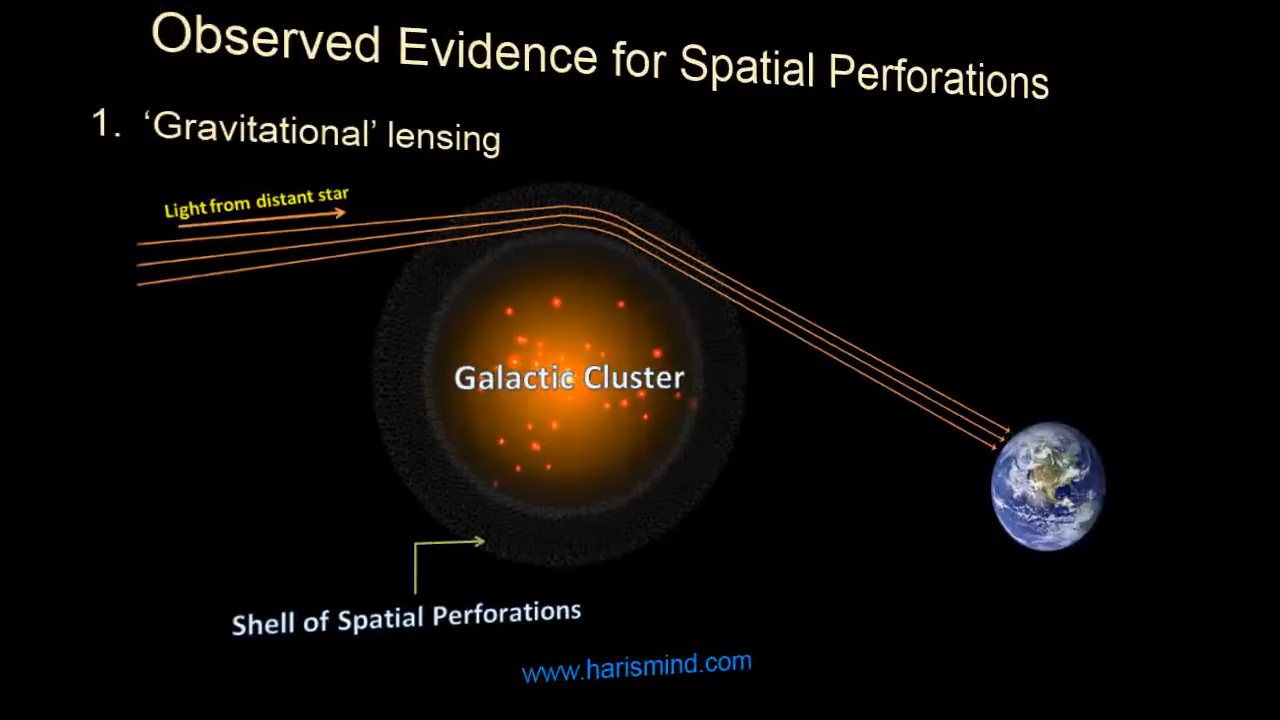 Observed Evidence for Spatial Perforations
1. ‘Gravitational’ lensing
Light from distant star
Galactic Cluster
Shell of Spatial Perforations
www.harismind.com